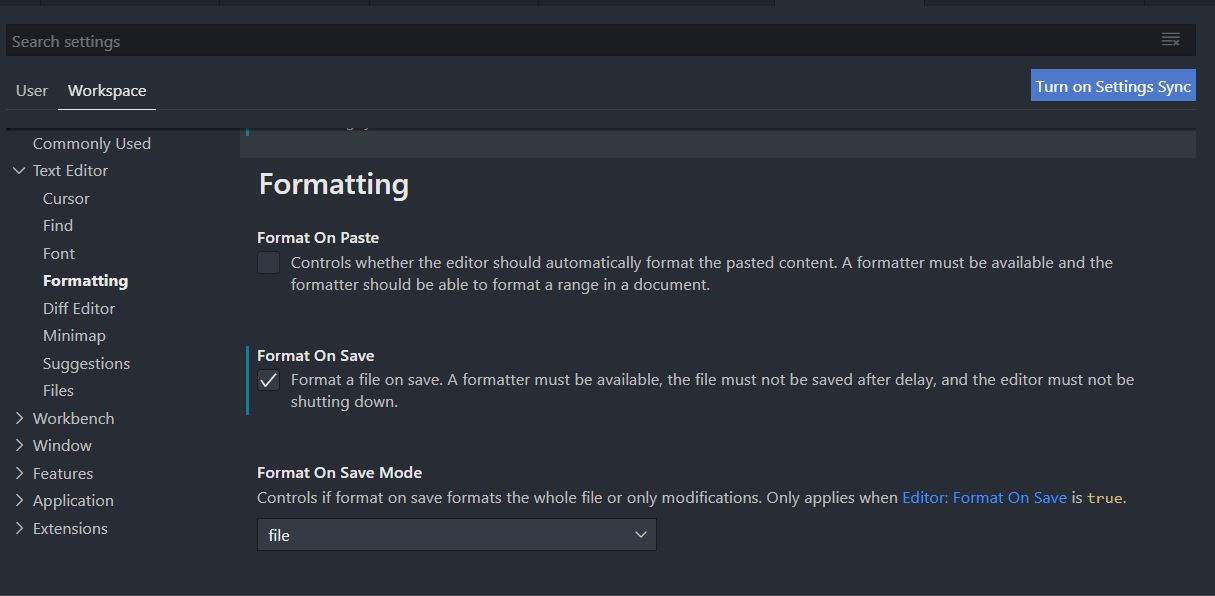 Search settings
User Workspace Turn on Settings Sync
Commonly Used
Text Editor
Cursor
Find
Font
Formatting
Diff Editor
Minimap
Suggestions
Files
Workbench
Window
Features
Application
Extensions
Formatting
Format On Paste
Controls whether the editor should automatically format the pasted content. A formatter must be available and the
formatter should be able to format a range in a document.
Format On Save
Format a file on save. A formatter must be available, the file must not be saved after delay, and the editor must not be
shutting down.
Format On Save Mode
Controls if format on save formats the whole file or only modifications. Only applies when Editor: Format On Save is true.
file